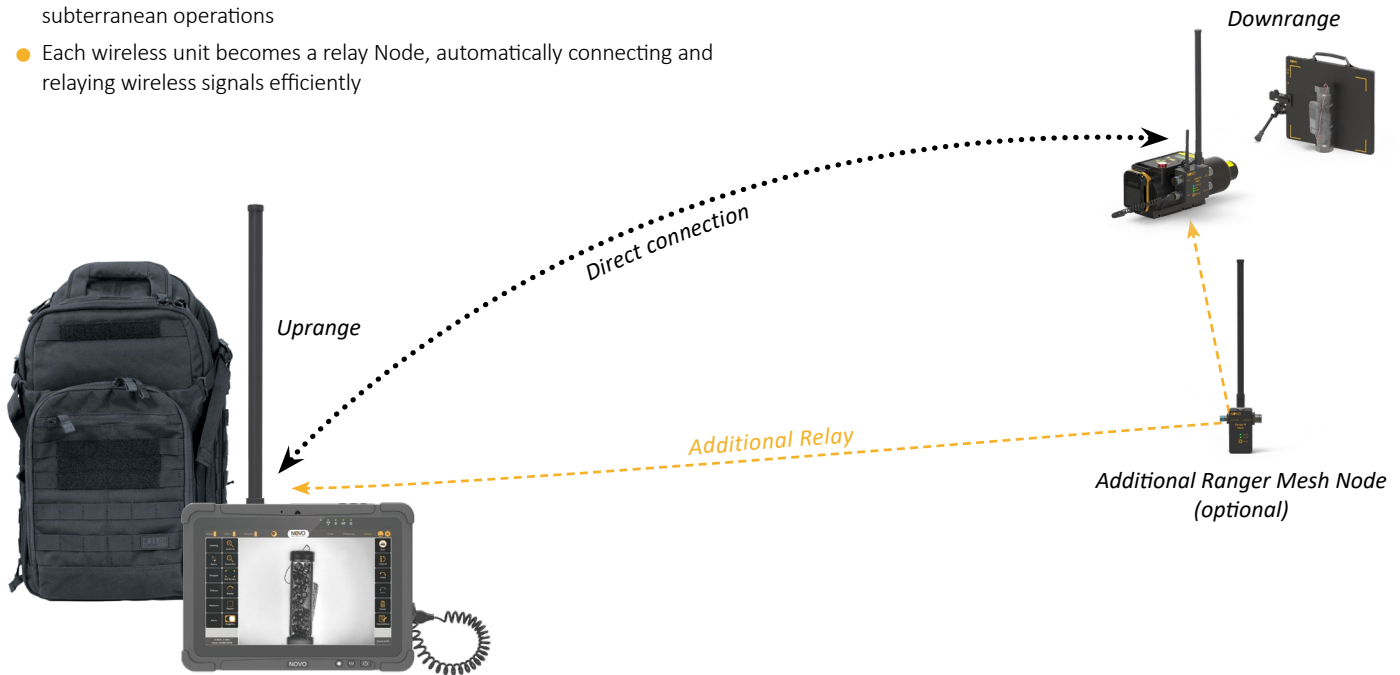 subterranean operations
Each wireless unit becomes a relay Node, automatically connecting and
relaying wireless signals efficiently
Downrange
Direct connection
Uprange
Additional Relay
Additional Ranger Mesh Node
(optional)
NOVO
NOVO
NOVO